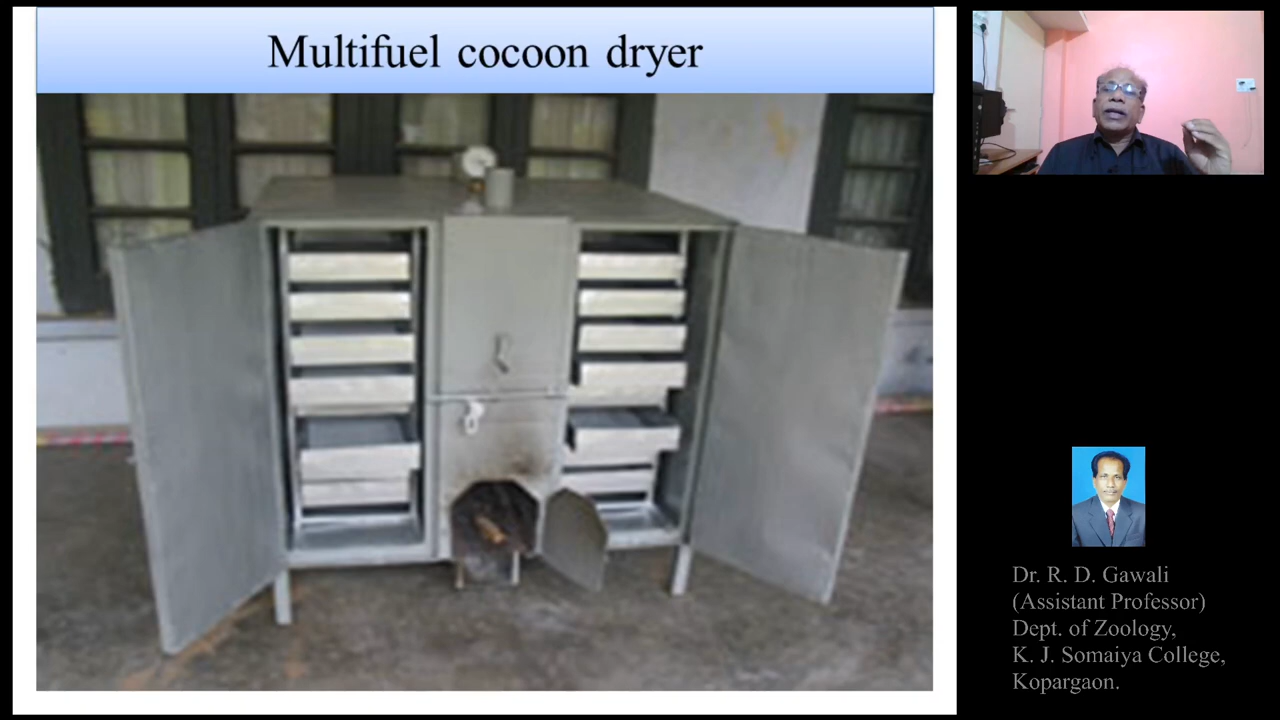 Multifuel cocoon dryer
Dr. R. D. Gawali
(Assistant Professor)
Dept. of Zoology,
K. J. Somaiya College,
Kopargaon.